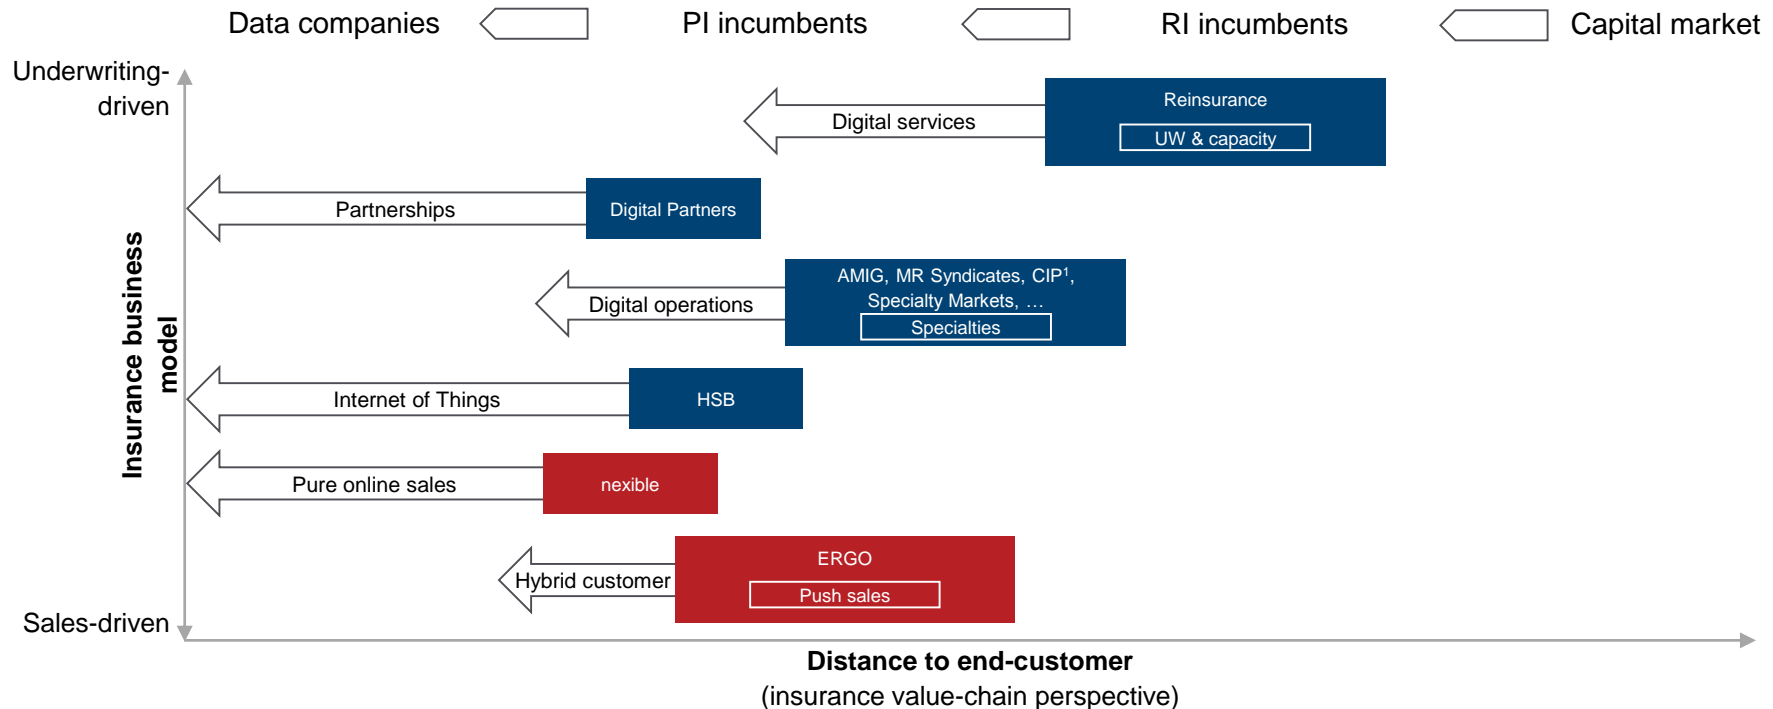 Data companies
PI incumbents
RI incumbents
Capital market
Underwriting-
driven
Reinsurance
Digital services
UW & capacity
Partnerships
Digital Partners
AMIG, MR Syndicates, CIP¹,
Specialty Markets, …
Digital operations
Specialties
Insurance business
model
Internet of Things
HSB
Pure online sales
nexible
ERGO
Hybrid customer
Push sales
Sales-driven
Distance to end-customer
(insurance value-chain perspective)